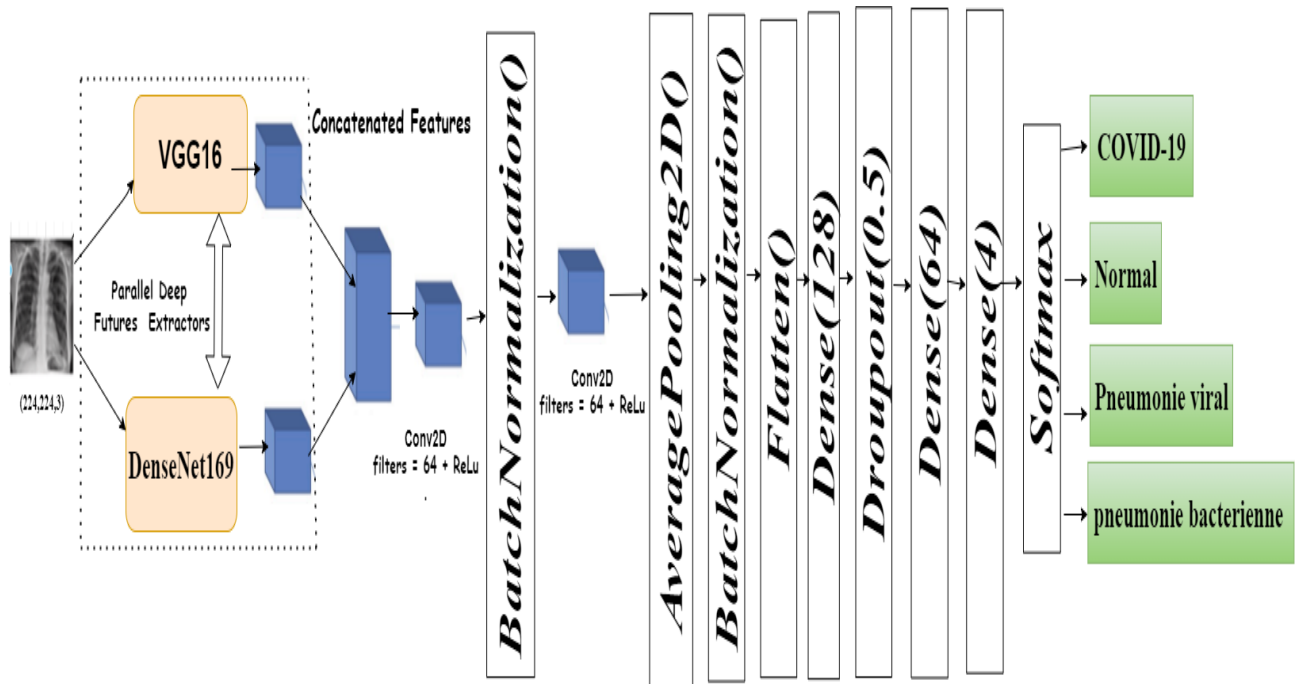 VGG16
Concatenated Features
(224,224,3)
Parallel Deep
Futures Extractors
DenseNet169
Conv2D
filters = 64 + ReLu
BatchNormalization()
Conv2D
filters = 64 + ReLu
AveragePooling2D()
BatchNormalization()
Flatten()
Dense(128)
Droupout(0.5)
Dense(64)
Dense(4)
Softmax
COVID-19
Normal
Pneumonie viral
pneumonie bacterienne